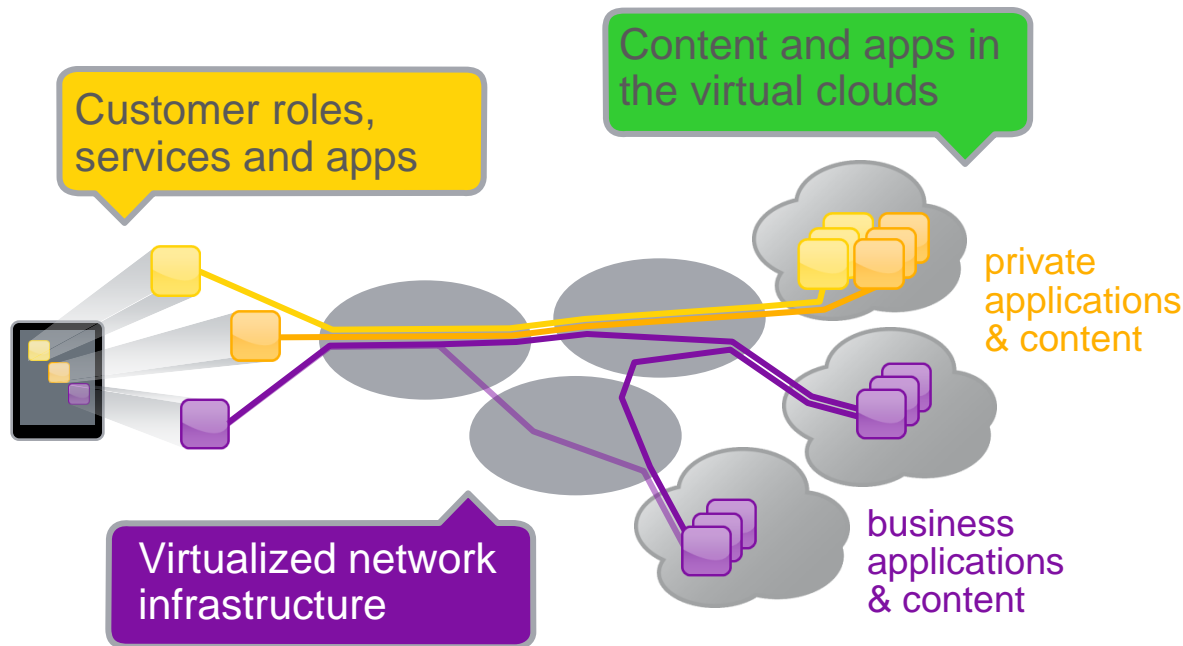 Content and apps in
the virtual clouds
Customer roles,
services and apps
private
applications
& content
Virtualized network
infrastructure
business
applications
& content